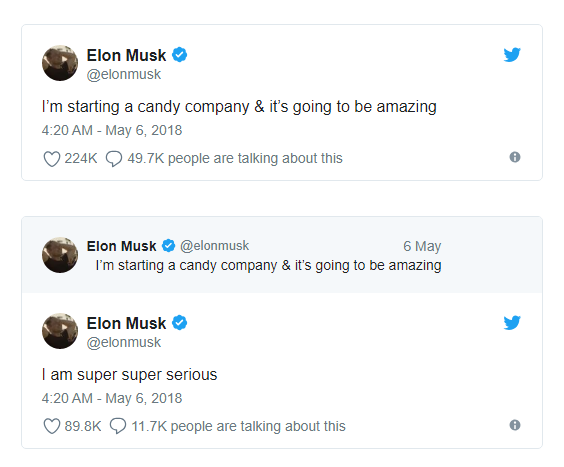 Elon Musk
@elonmusk
I'm starting a candy company & it's going to be amazing
4:20 AM - May 6, 2018
224K 49.7K people are talking about this
Elon Musk @elonmusk 6 May
I'm starting a candy company & it's going to be amazing
Elon Musk
@elonmusk
I am super super serious
4:20 AM - May 6, 2018
89.8K 11.7K people are talking about this